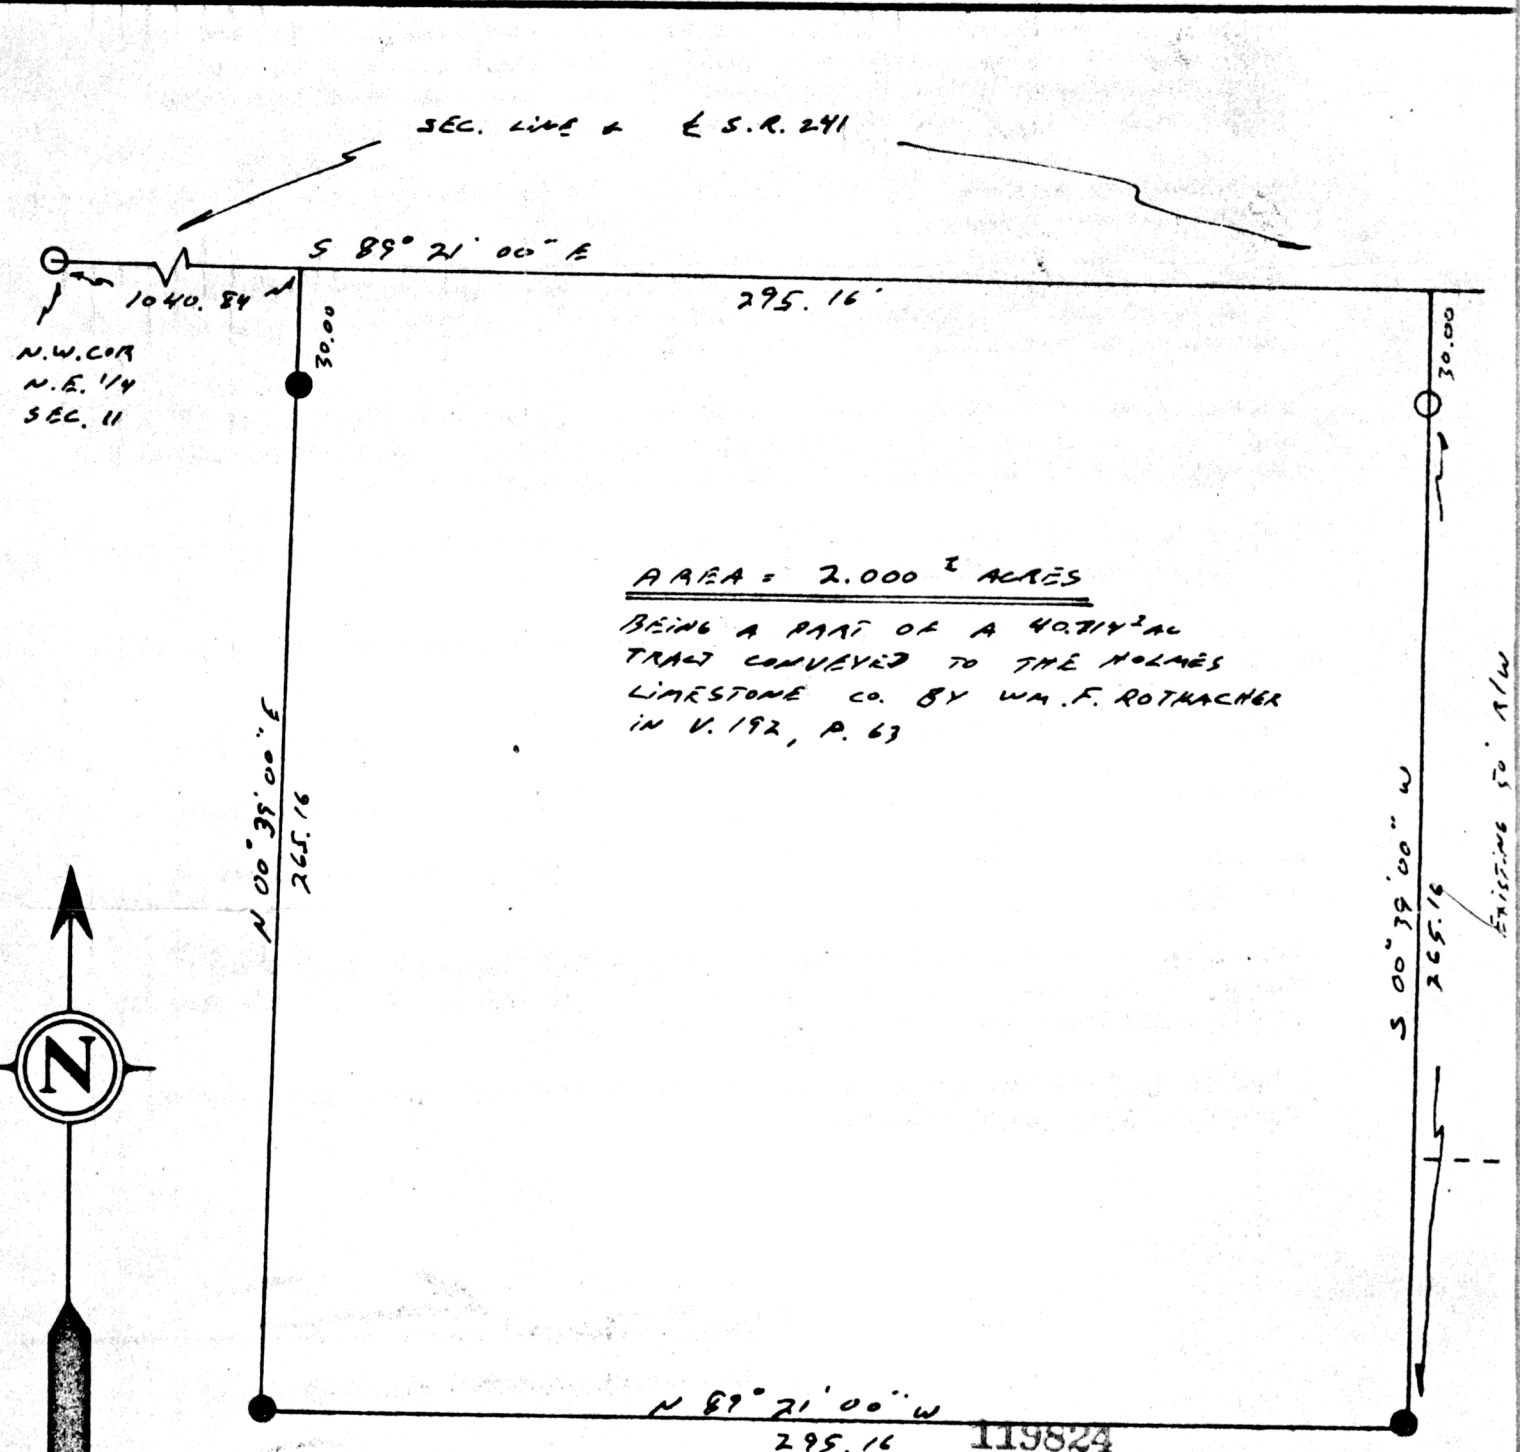 SEC. LINE & ℄ S.R. 241
S 89° 21' 00" E
1040.84
295.16'
30.00
30.00
N.W. COR
N.E. 1/4
SEC. 11
AREA = 2.000 ± ACRES
BEING A PART OF A 40.714± AC
TRACT CONVEYED TO THE HOLMES
LIMESTONE CO. BY WM. F. ROTHACHER
IN V. 192, P. 63
N 00° 39' 00" E
265.16
S 00° 39' 00" W
265.16
EXISTING 50' R/W
N
N 89° 21' 00" W
295.16
119824